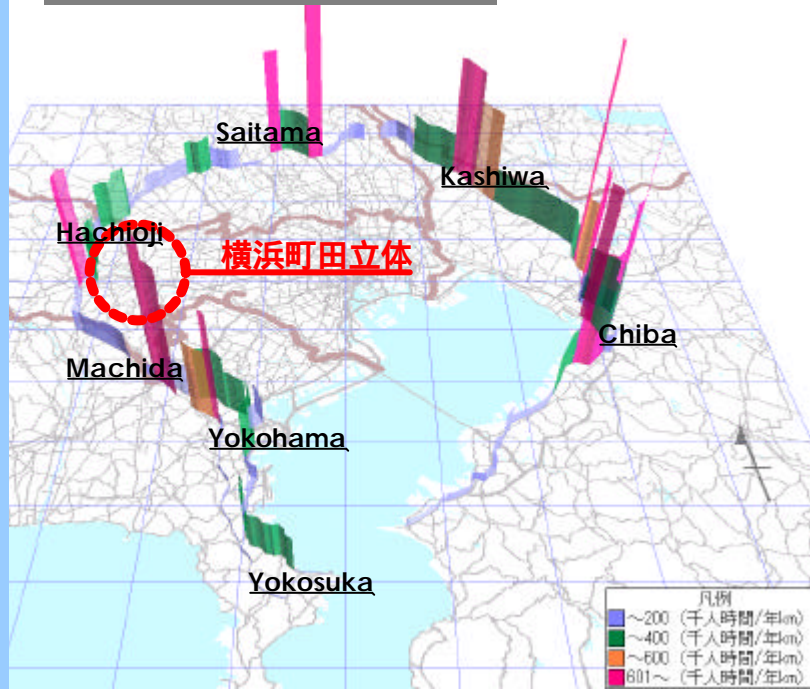 Saitama
Kashiwa
Hachioji
横浜町田立体
Chiba
Machida
Yokohama
Yokosuka
凡例
～200 (千人時間/年km)
～400 (千人時間/年km)
～600 (千人時間/年km)
601～ (千人時間/年km)